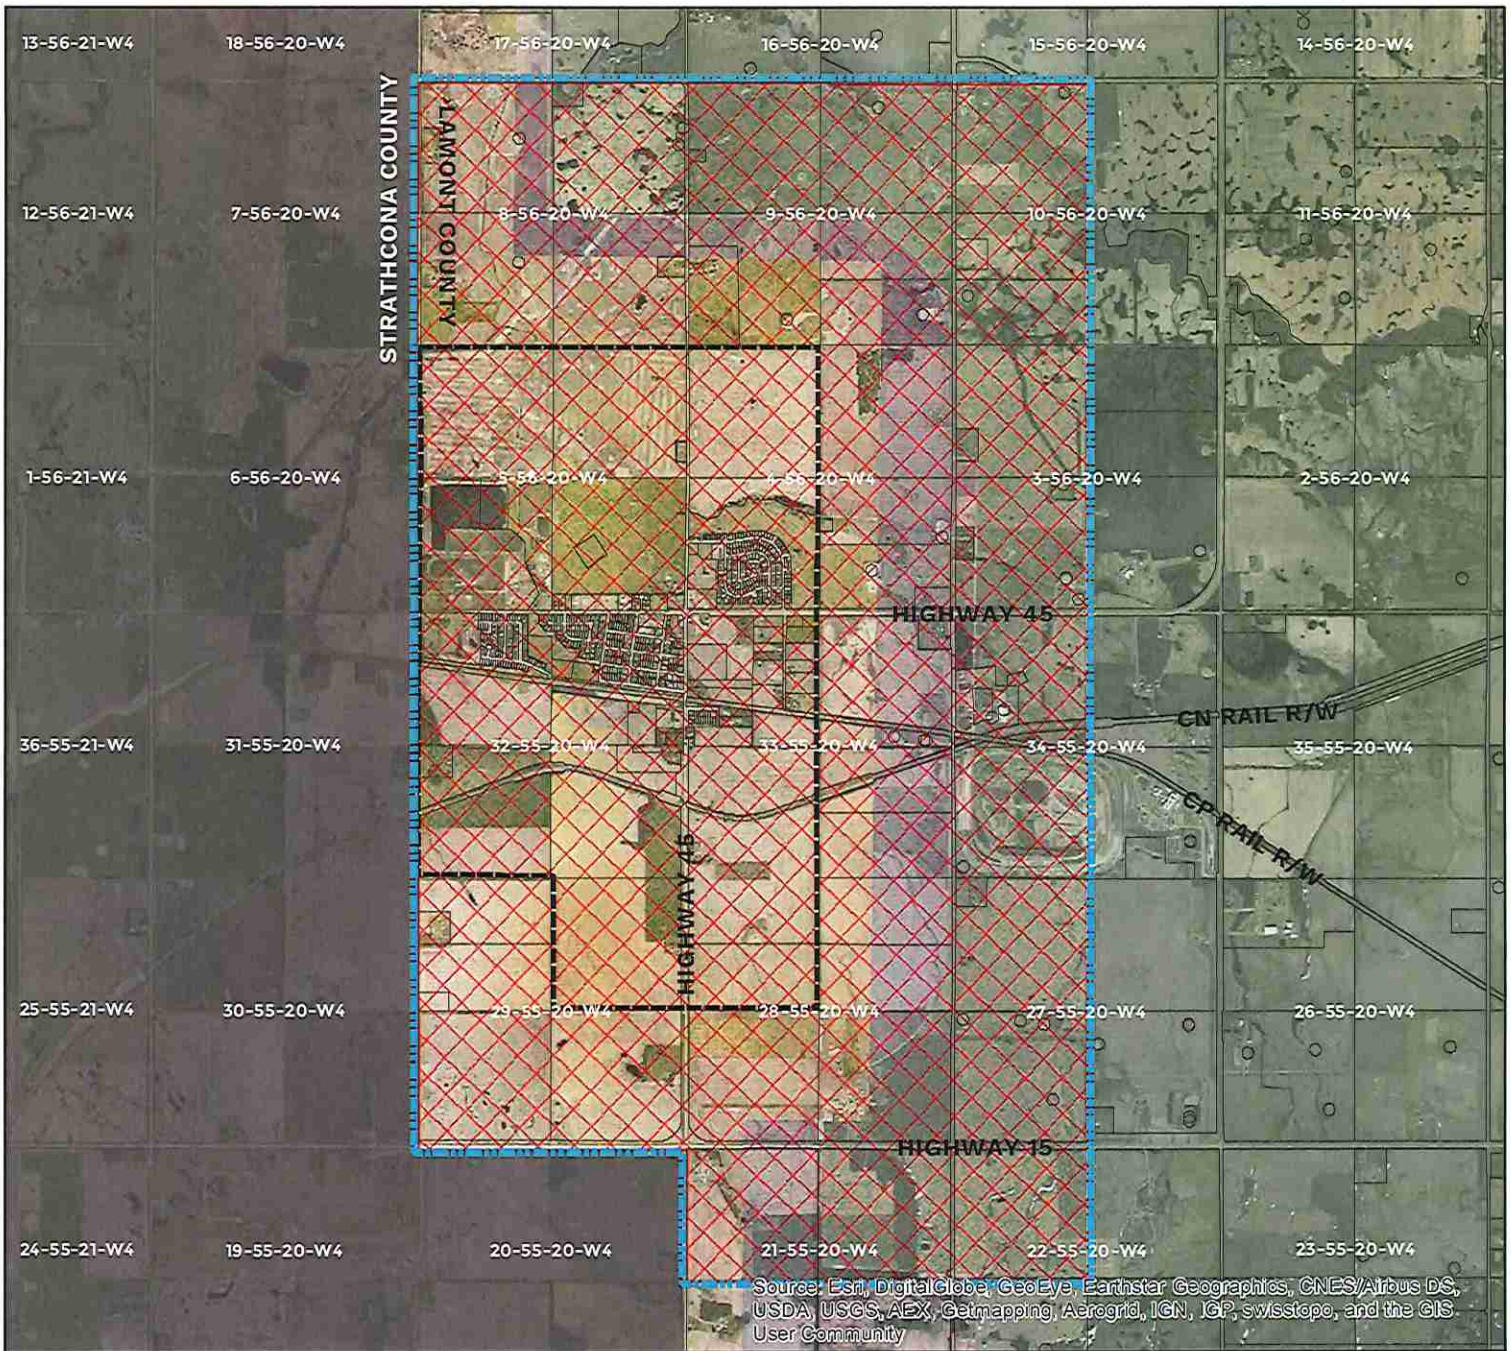 13-56-21-W4
18-56-20-W4
17-56-20-W4
16-56-20-W4
15-56-20-W4
14-56-20-W4
STRATHCONA COUNTY
LAMONT COUNTY
12-56-21-W4
7-56-20-W4
8-56-20-W4
9-56-20-W4
10-56-20-W4
11-56-20-W4
1-56-21-W4
6-56-20-W4
5-56-20-W4
4-56-20-W4
3-56-20-W4
2-56-20-W4
HIGHWAY 45
CN RAIL R/W
36-55-21-W4
31-55-20-W4
32-55-20-W4
33-55-20-W4
34-55-20-W4
35-55-20-W4
CP RAIL R/W
HIGHWAY 45
25-55-21-W4
30-55-20-W4
29-55-20-W4
28-55-20-W4
27-55-20-W4
26-55-20-W4
HIGHWAY 15
24-55-21-W4
19-55-20-W4
20-55-20-W4
21-55-20-W4
22-55-20-W4
23-55-20-W4
Source: Esri, DigitalGlobe, GeoEye, Earthstar Geographics, CNES/Airbus DS,
USDA, USGS, AEX, Getmapping, Aerogrid, IGN, IGP, swisstopo, and the GIS
User Community